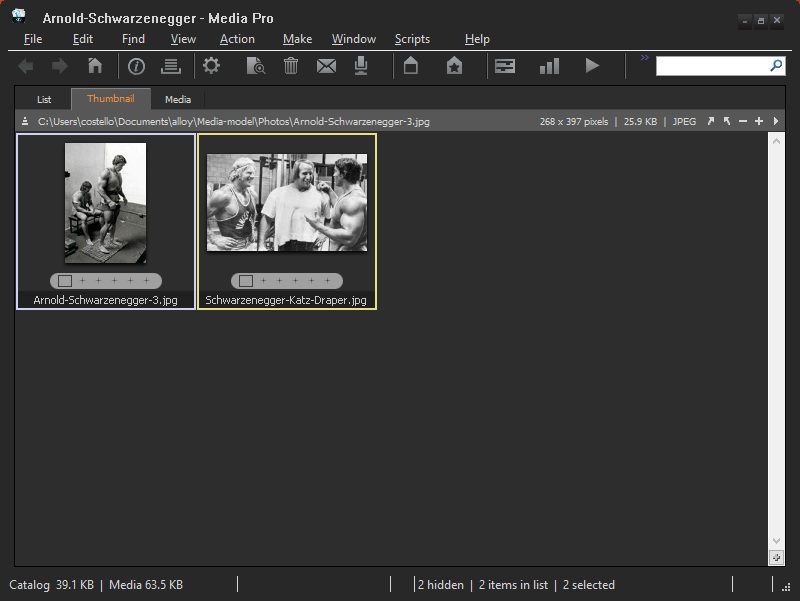 Arnold-Schwarzenegger - Media Pro
File Edit Find View Action Make Window Scripts Help
List Thumbnail Media
C:\Users\costello\Documents\alloy\Media-model\Photos\Arnold-Schwarzenegger-3.jpg 268 x 397 pixels | 25.9 KB | JPEG
Arnold-Schwarzenegger-3.jpg Schwarzenegger-Katz-Draper.jpg
Catalog 39.1 KB | Media 63.5 KB 2 hidden | 2 items in list | 2 selected